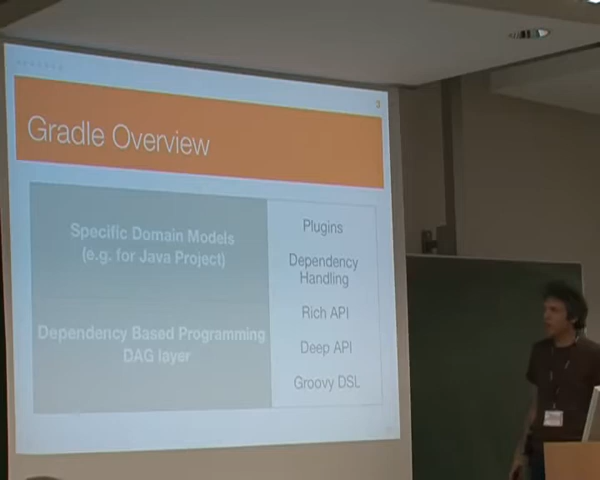 3
Gradle Overview
Specific Domain Models
(e.g. for Java Project)
Dependency Based Programming
DAG layer
Plugins
Dependency
Handling
Rich API
Deep API
Groovy DSL